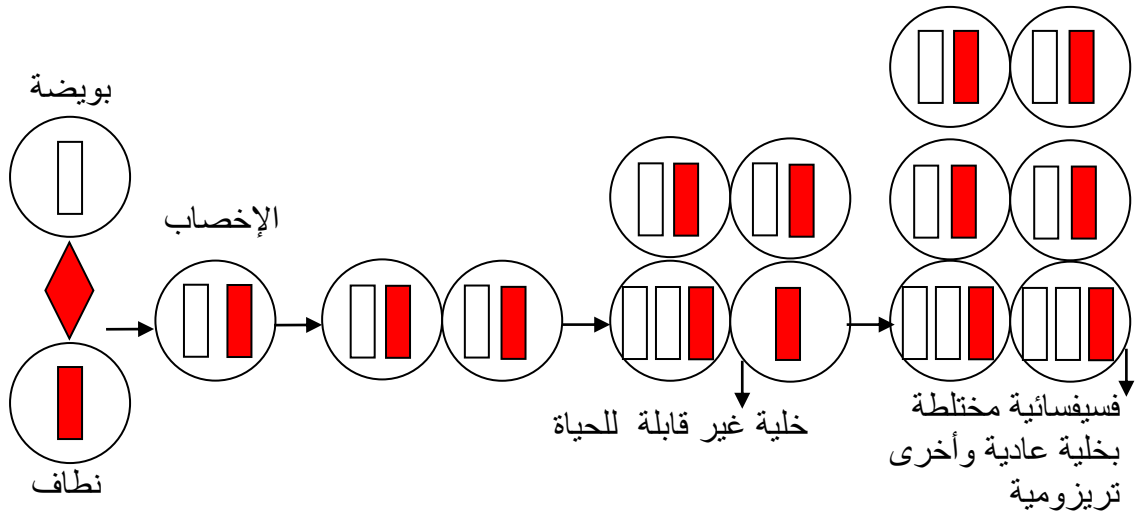 بويضة
الإخصاب
نطاف
خلية غير قابلة للحياة
فسيفسائية مختلطة
بخلية عادية وأخرى
تريزومية